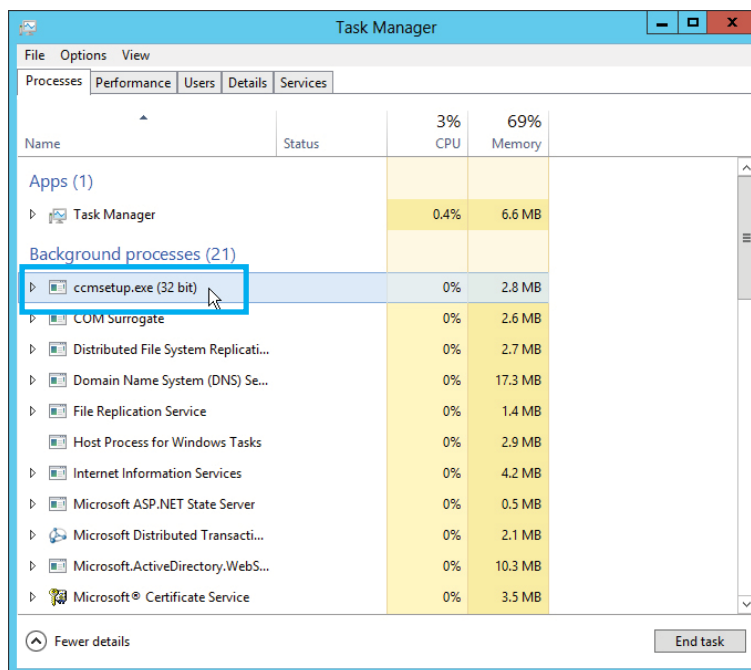 Task Manager
File Options View
Processes Performance Users Details Services
3% 69%
Name Status CPU Memory
Apps (1)
Task Manager 0.4% 6.6 MB
Background processes (21)
ccmsetup.exe (32 bit) 0% 2.8 MB
COM Surrogate 0% 2.6 MB
Distributed File System Replicati... 0% 2.7 MB
Domain Name System (DNS) Se... 0% 17.3 MB
File Replication Service 0% 1.4 MB
Host Process for Windows Tasks 0% 2.9 MB
Internet Information Services 0% 4.2 MB
Microsoft ASP.NET State Server 0% 0.5 MB
Microsoft Distributed Transacti... 0% 2.1 MB
Microsoft.ActiveDirectory.WebS... 0% 10.3 MB
Microsoft® Certificate Service 0% 3.5 MB
Fewer details End task